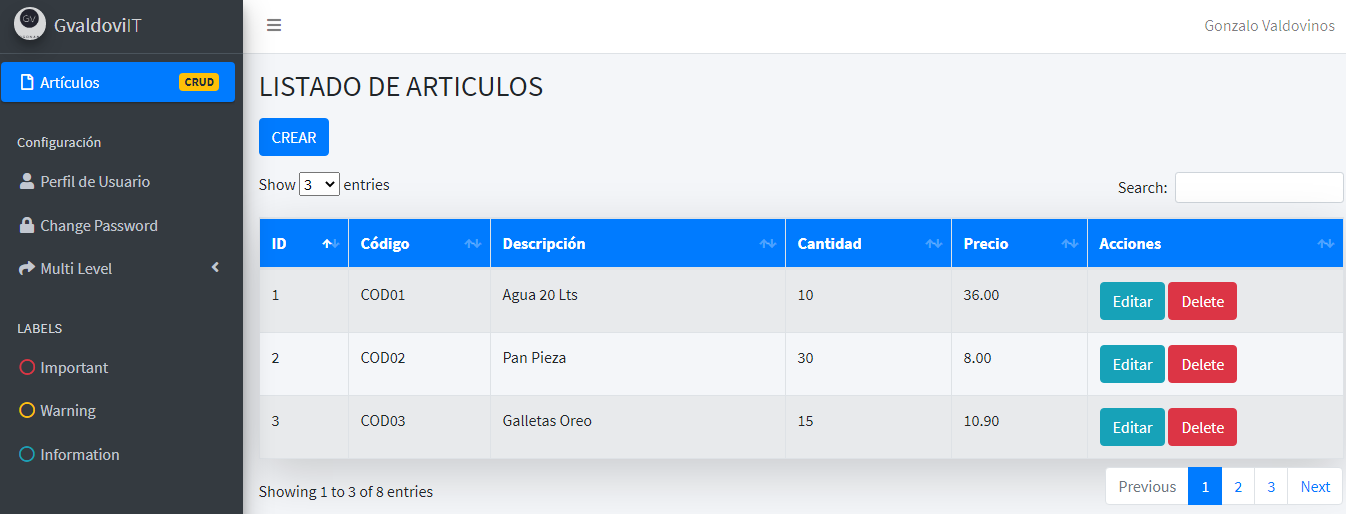 GV
GvaldoviIT
Gonzalo Valdovinos
Artículos CRUD
Configuración
Perfil de Usuario
Change Password
Multi Level
LABELS
Important
Warning
Information
LISTADO DE ARTICULOS
CREAR
Show 3 entries
Search:
ID Código Descripción Cantidad Precio Acciones
1 COD01 Agua 20 Lts 10 36.00 Editar Delete
2 COD02 Pan Pieza 30 8.00 Editar Delete
3 COD03 Galletas Oreo 15 10.90 Editar Delete
Showing 1 to 3 of 8 entries
Previous 1 2 3 Next